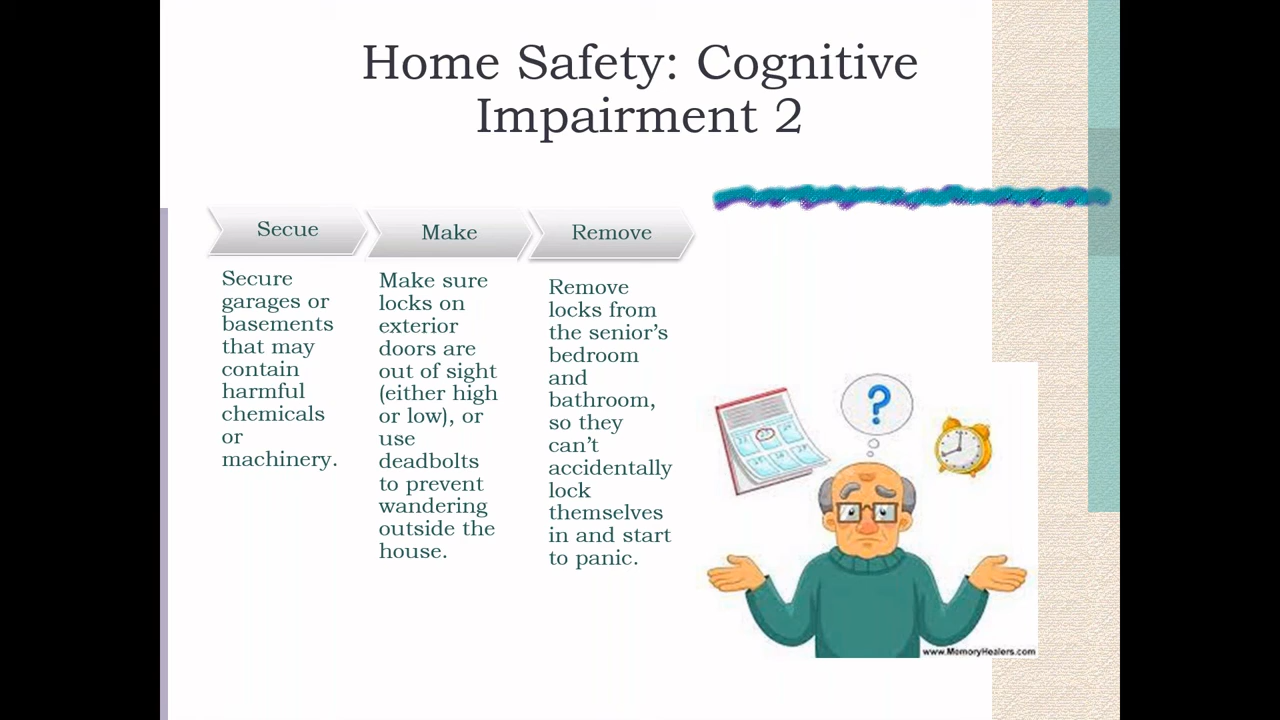 Home Safety: Cognitive
Impairment 2
Secue
Make
Remove
Secure
garages or
basements
that may
contain
harmful
chemicals
or
machinery.
Make sure
locks on
exterior
doors are
out of sight
(either high
or low), or
use
deadbolts
to prevent
wandering
outside the
house.
Remove
locks from
the senior’s
bedroom
and
bathroom,
so they
can’t
accidentally
lock
themselves
in and start
to panic.
?
www.MemoryHealers.com